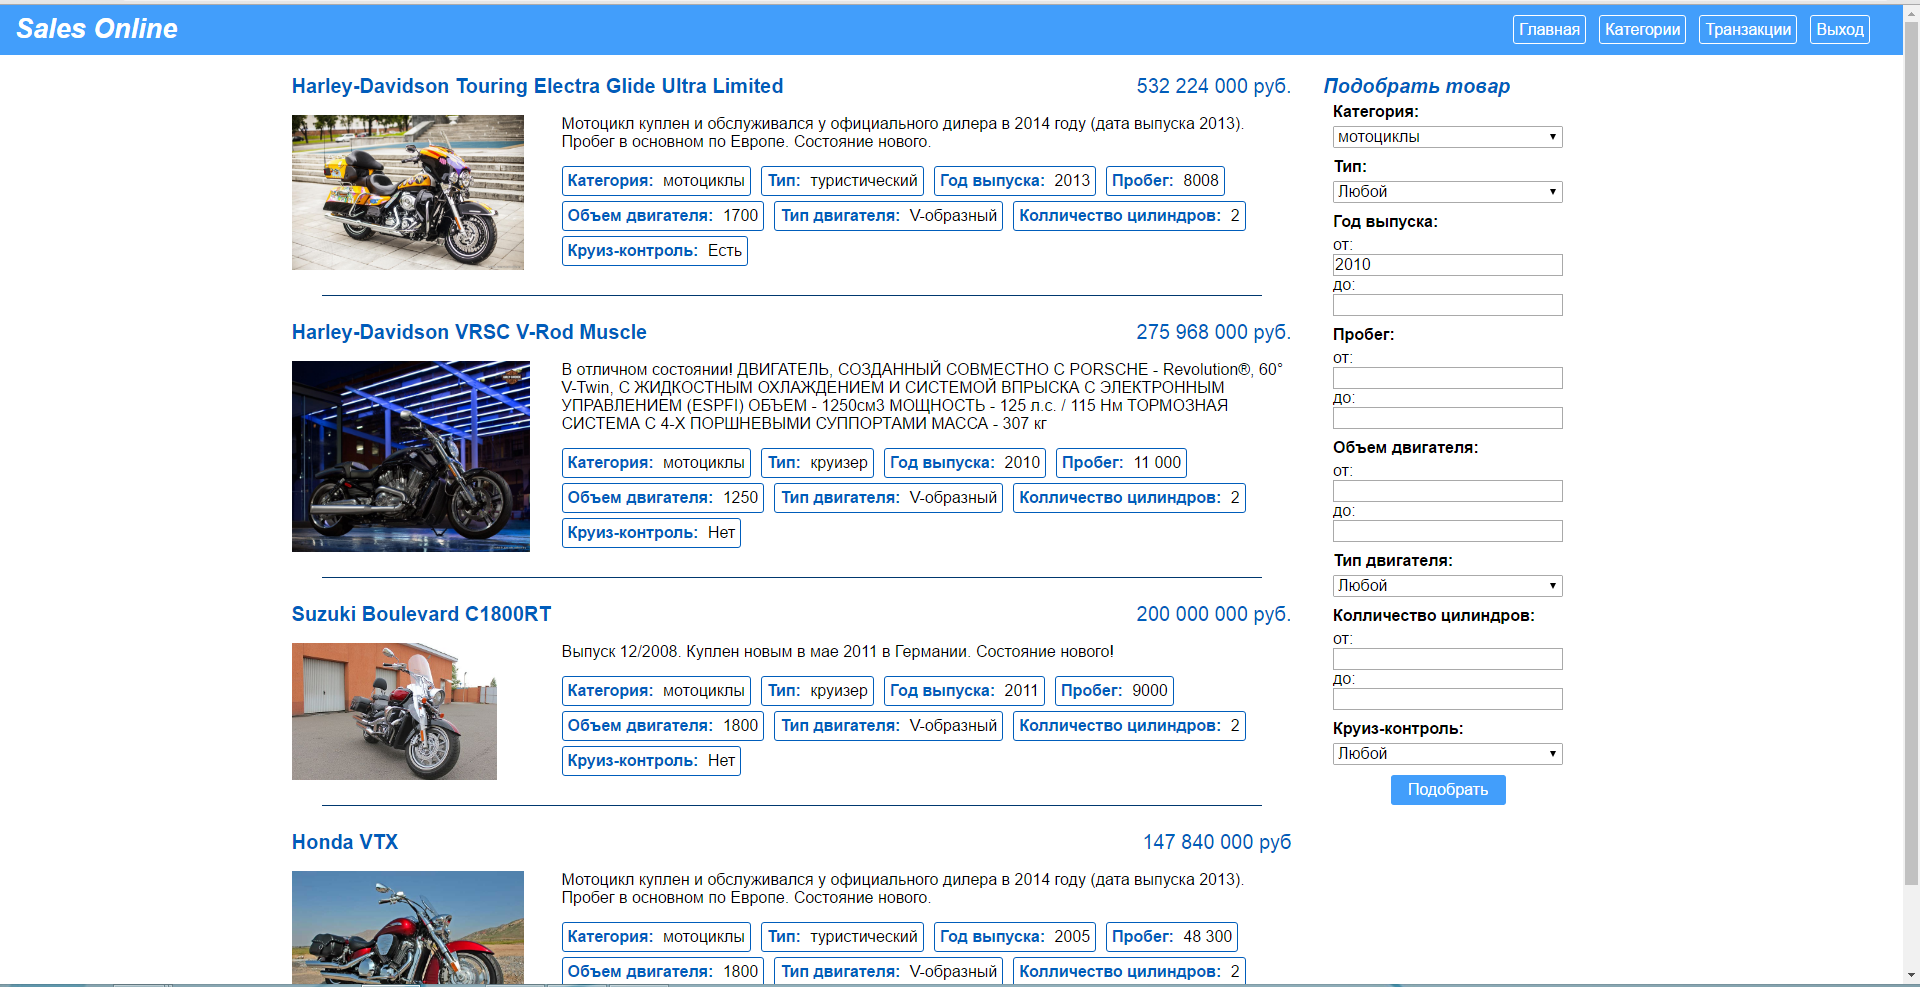 Sales Online
Главная Категории Транзакции Выход
Harley-Davidson Touring Electra Glide Ultra Limited 532 224 000 руб.
Мотоцикл куплен и обслуживался у официального дилера в 2014 году (дата выпуска 2013).
Пробег в основном по Европе. Состояние нового.
Категория: мотоциклы Тип: туристический Год выпуска: 2013 Пробег: 8008
Объем двигателя: 1700 Тип двигателя: V-образный Колличество цилиндров: 2
Круиз-контроль: Есть
Harley-Davidson VRSC V-Rod Muscle 275 968 000 руб.
В отличном состоянии! ДВИГАТЕЛЬ, СОЗДАННЫЙ СОВМЕСТНО С PORSCHE - Revolution®, 60°
V-Twin, С ЖИДКОСТНЫМ ОХЛАЖДЕНИЕМ И СИСТЕМОЙ ВПРЫСКА С ЭЛЕКТРОННЫМ
УПРАВЛЕНИЕМ (ESPFI) ОБЪЕМ - 1250см3 МОЩНОСТЬ - 125 л.с. / 115 Нм ТОРМОЗНАЯ
СИСТЕМА С 4-Х ПОРШНЕВЫМИ СУППОРТАМИ МАССА - 307 кг
Категория: мотоциклы Тип: круизер Год выпуска: 2010 Пробег: 11 000
Объем двигателя: 1250 Тип двигателя: V-образный Колличество цилиндров: 2
Круиз-контроль: Нет
Suzuki Boulevard C1800RT 200 000 000 руб.
Выпуск 12/2008. Куплен новым в мае 2011 в Германии. Состояние нового!
Категория: мотоциклы Тип: круизер Год выпуска: 2011 Пробег: 9000
Объем двигателя: 1800 Тип двигателя: V-образный Колличество цилиндров: 2
Круиз-контроль: Нет
Honda VTX 147 840 000 руб
Мотоцикл куплен и обслуживался у официального дилера в 2014 году (дата выпуска 2013).
Пробег в основном по Европе. Состояние нового.
Категория: мотоциклы Тип: туристический Год выпуска: 2005 Пробег: 48 300
Объем двигателя: 1800 Тип двигателя: V-образный Колличество цилиндров: 2
Подобрать товар
Категория:
мотоциклы
Тип:
Любой
Год выпуска:
от:
2010
до:
Пробег:
от:
до:
Объем двигателя:
от:
до:
Тип двигателя:
Любой
Колличество цилиндров:
от:
до:
Круиз-контроль:
Любой
Подобрать